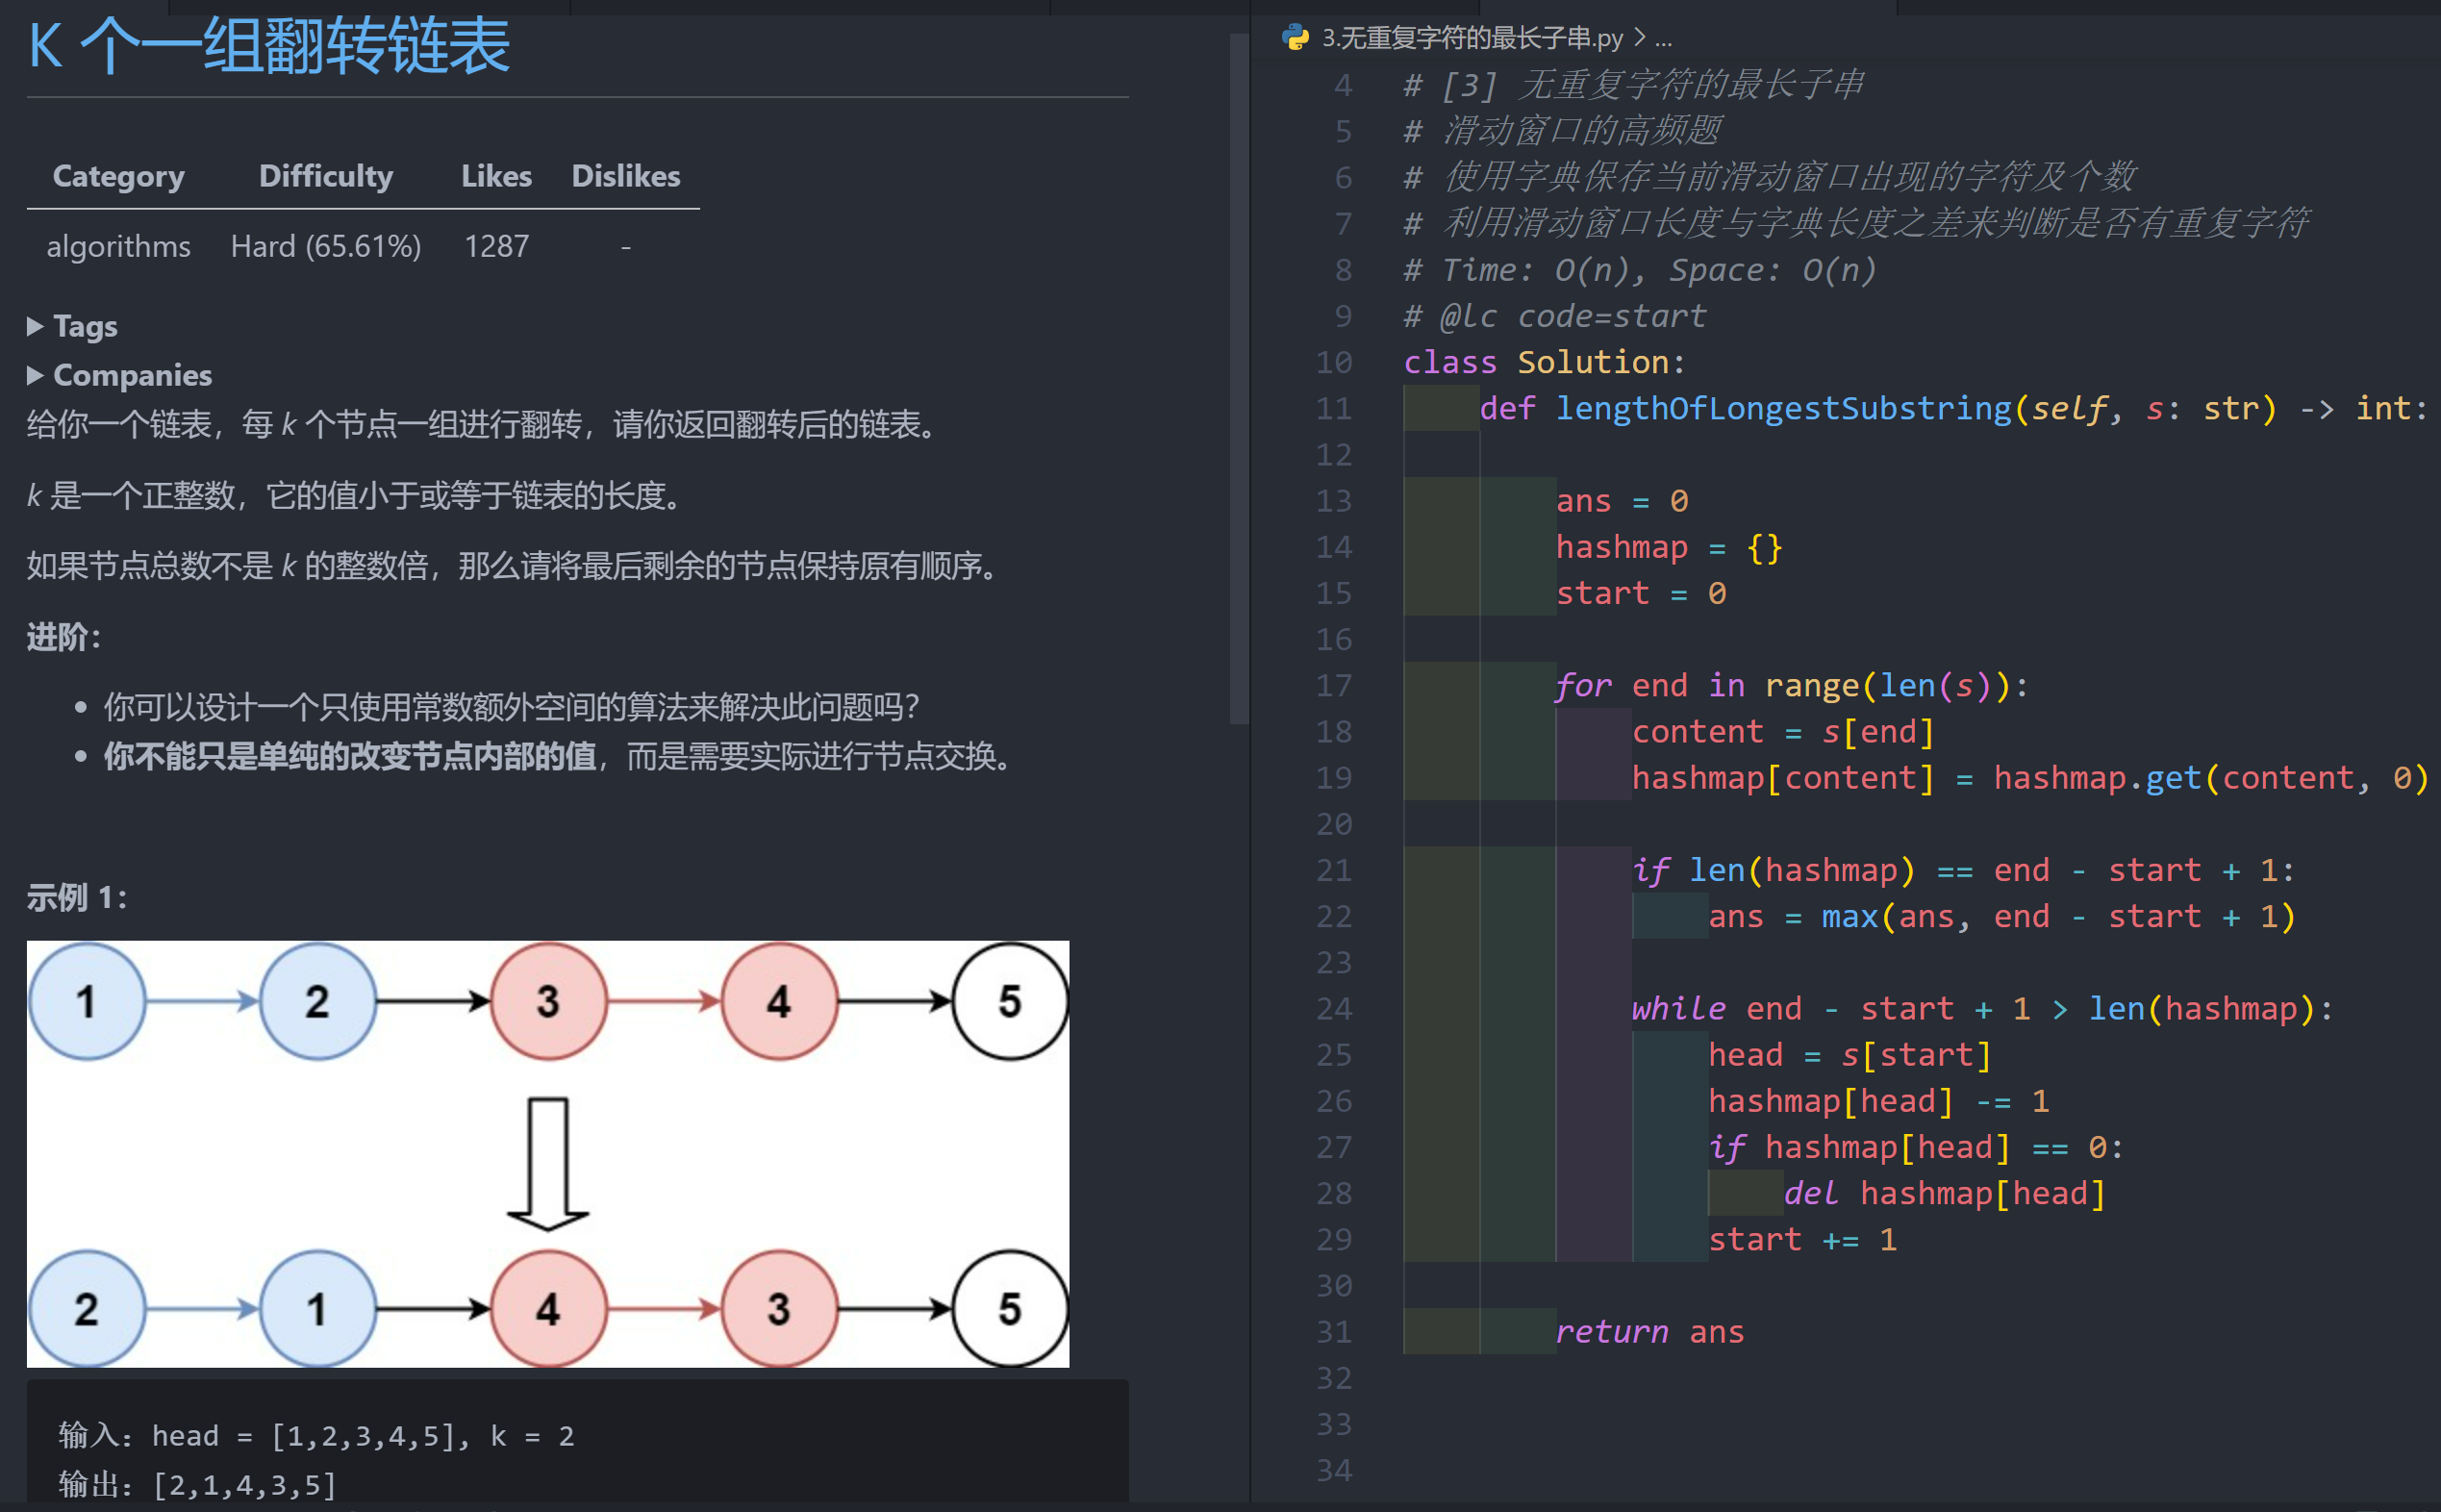 K 个一组翻转链表
Category Difficulty Likes Dislikes
algorithms Hard (65.61%) 1287 -
▶ Tags
▶ Companies
给你一个链表，每 k 个节点一组进行翻转，请你返回翻转后的链表。
k 是一个正整数，它的值小于或等于链表的长度。
如果节点总数不是 k 的整数倍，那么请将最后剩余的节点保持原有顺序。
进阶：
• 你可以设计一个只使用常数额外空间的算法来解决此问题吗？
• 你不能只是单纯的改变节点内部的值，而是需要实际进行节点交换。
示例 1：
1 2 3 4 5
2 1 4 3 5
输入：head = [1,2,3,4,5], k = 2
输出：[2,1,4,3,5]
3.无重复字符的最长子串.py > ...
4 # [3] 无重复字符的最长子串
5 # 滑动窗口的高频题
6 # 使用字典保存当前滑动窗口出现的字符及个数
7 # 利用滑动窗口长度与字典长度之差来判断是否有重复字符
8 # Time: O(n), Space: O(n)
9 # @lc code=start
10 class Solution:
11 def lengthOfLongestSubstring(self, s: str) -> int:
12
13 ans = 0
14 hashmap = {}
15 start = 0
16
17 for end in range(len(s)):
18 content = s[end]
19 hashmap[content] = hashmap.get(content, 0)
20
21 if len(hashmap) == end - start + 1:
22 ans = max(ans, end - start + 1)
23
24 while end - start + 1 > len(hashmap):
25 head = s[start]
26 hashmap[head] -= 1
27 if hashmap[head] == 0:
28 del hashmap[head]
29 start += 1
30
31 return ans
32
33
34